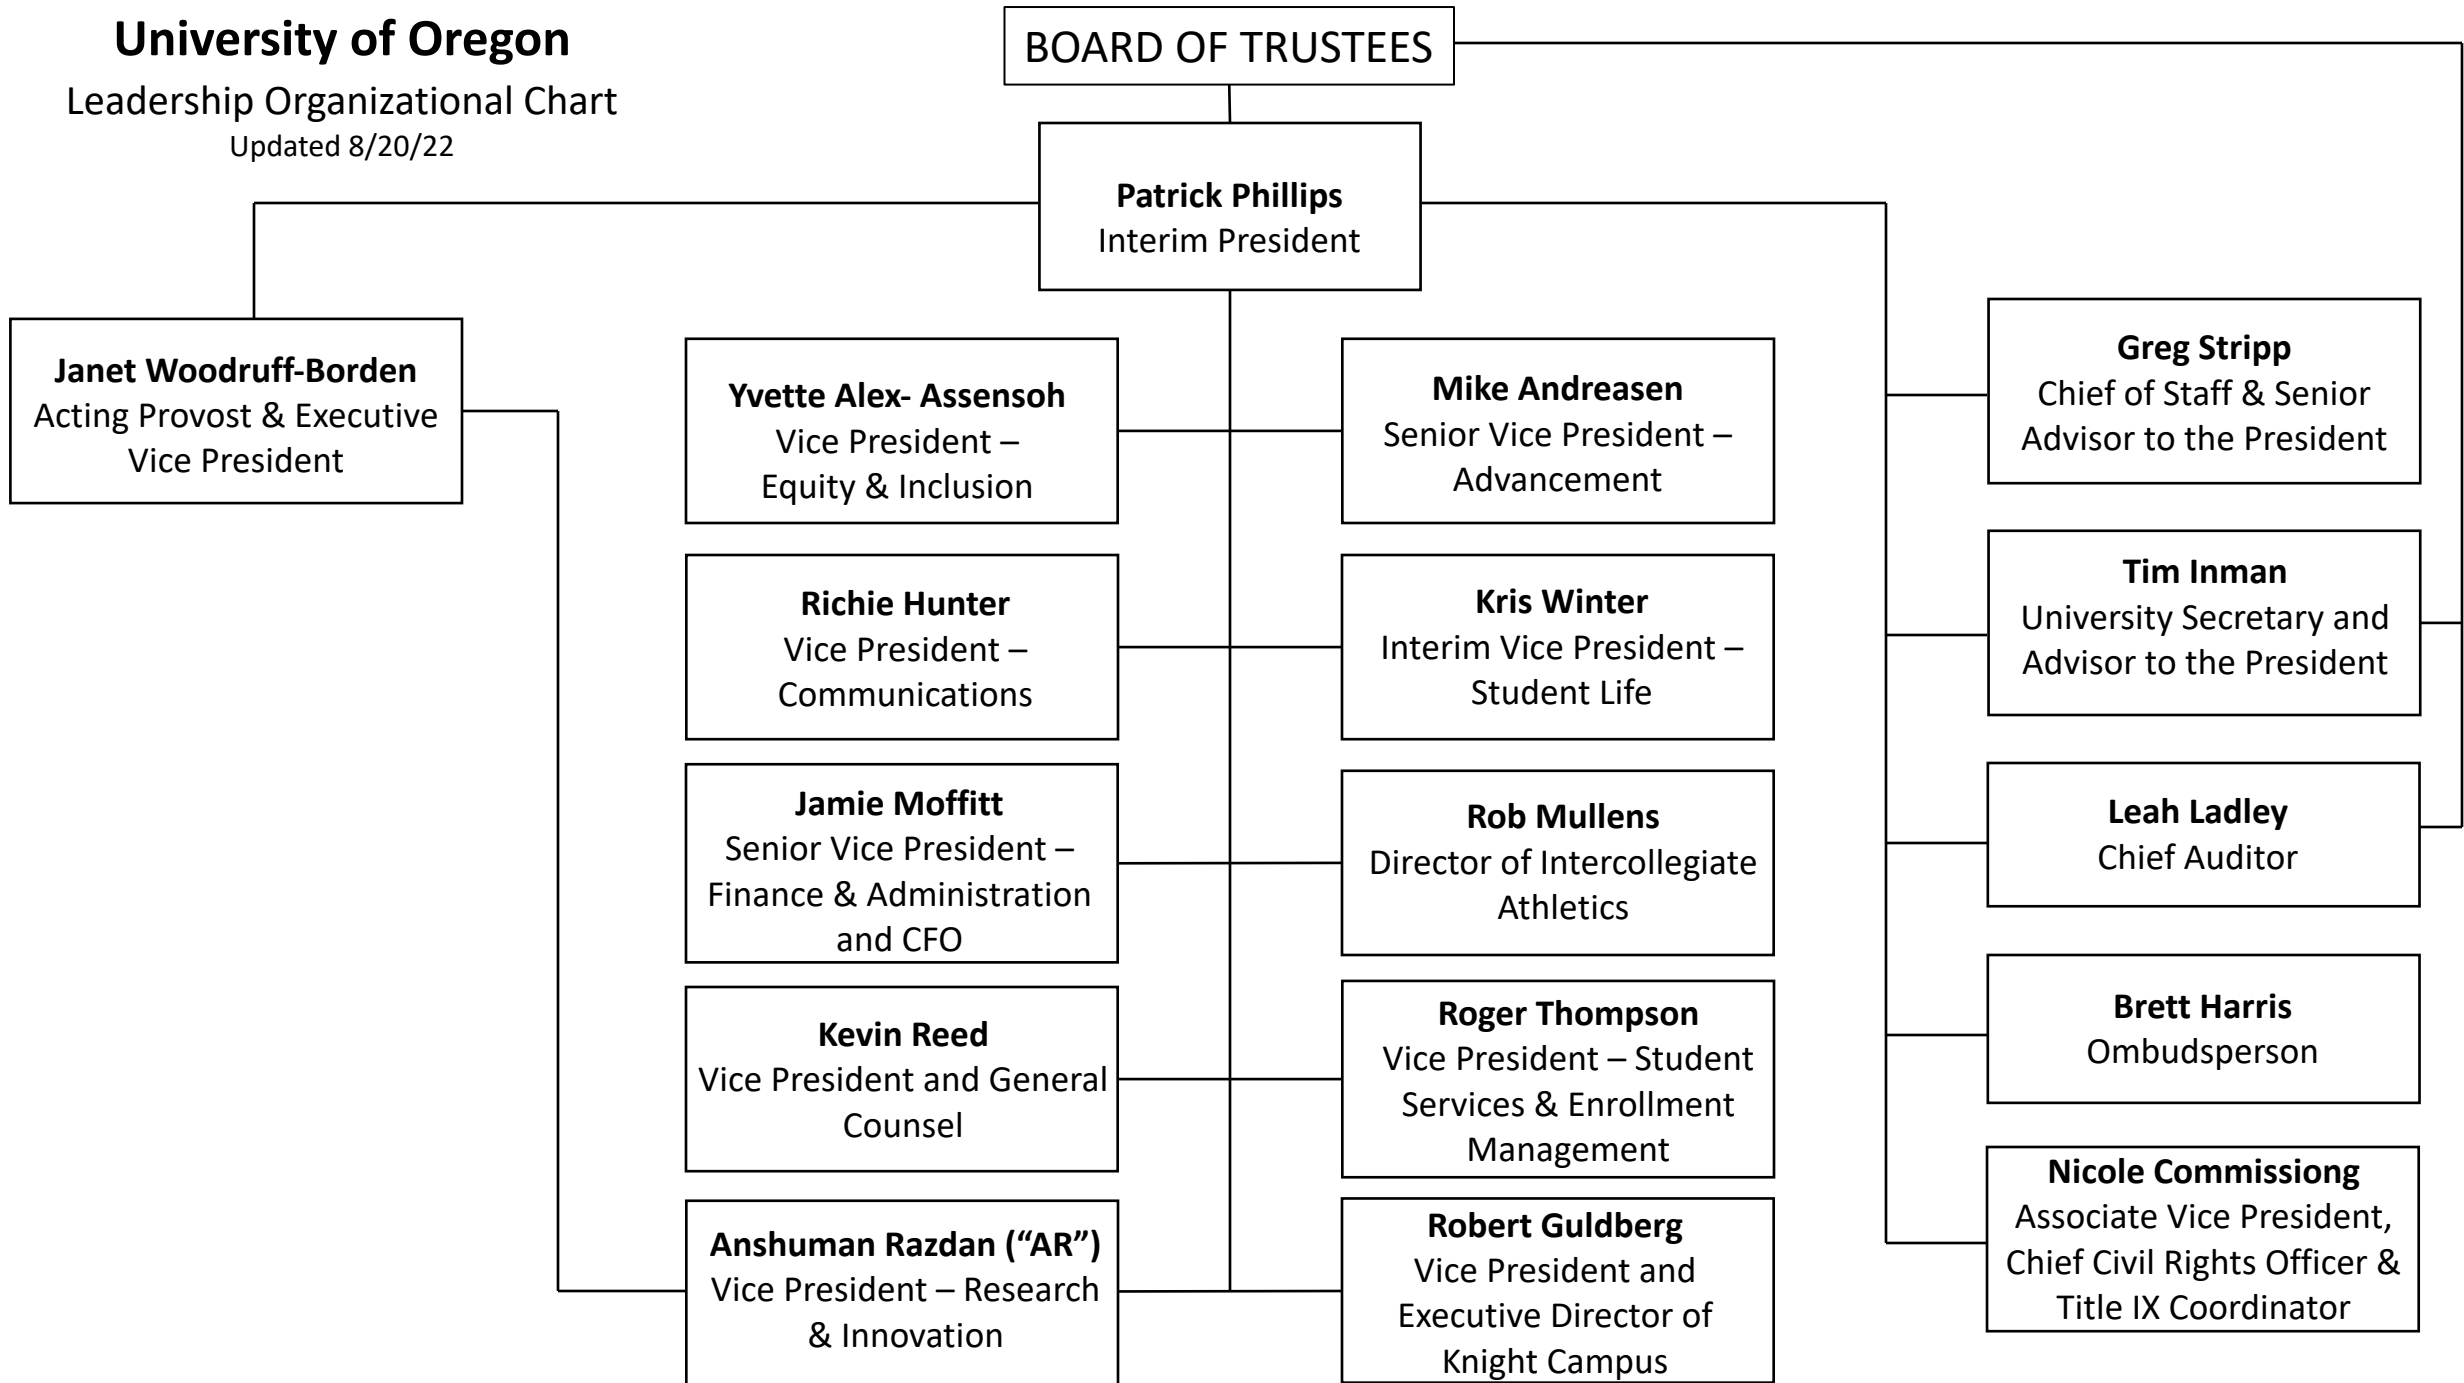 University of Oregon
Leadership Organizational Chart
Updated 8/20/22
BOARD OF TRUSTEES
Patrick Phillips
Interim President
Janet Woodruff-Borden
Acting Provost & Executive
Vice President
Yvette Alex- Assensoh
Vice President –
Equity & Inclusion
Mike Andreasen
Senior Vice President –
Advancement
Greg Stripp
Chief of Staff & Senior
Advisor to the President
Richie Hunter
Vice President –
Communications
Kris Winter
Interim Vice President –
Student Life
Tim Inman
University Secretary and
Advisor to the President
Jamie Moffitt
Senior Vice President –
Finance & Administration
and CFO
Rob Mullens
Director of Intercollegiate
Athletics
Leah Ladley
Chief Auditor
Kevin Reed
Vice President and General
Counsel
Roger Thompson
Vice President – Student
Services & Enrollment
Management
Brett Harris
Ombudsperson
Anshuman Razdan (“AR”)
Vice President – Research
& Innovation
Robert Guldberg
Vice President and
Executive Director of
Knight Campus
Nicole Commissiong
Associate Vice President,
Chief Civil Rights Officer &
Title IX Coordinator